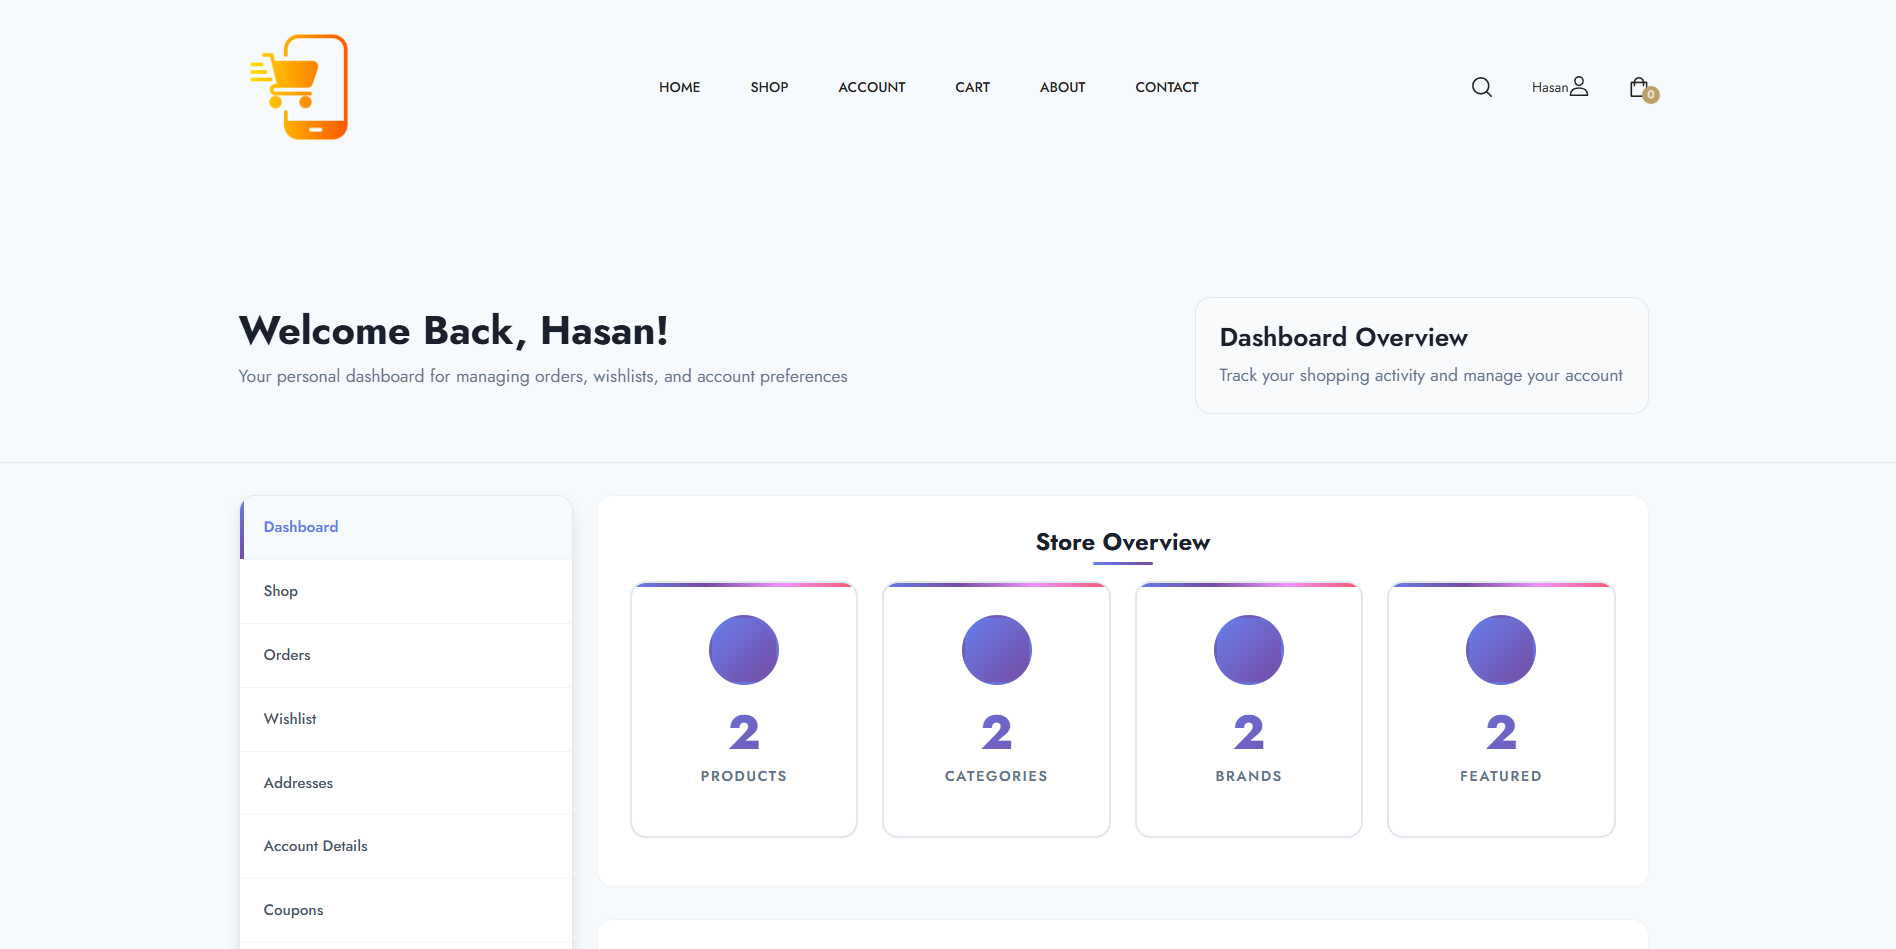 HOME SHOP ACCOUNT CART ABOUT CONTACT Hasan 0
Welcome Back, Hasan!
Your personal dashboard for managing orders, wishlists, and account preferences
Dashboard Overview
Track your shopping activity and manage your account
Dashboard
Shop
Orders
Wishlist
Addresses
Account Details
Coupons
Store Overview
2
PRODUCTS
2
CATEGORIES
2
BRANDS
2
FEATURED